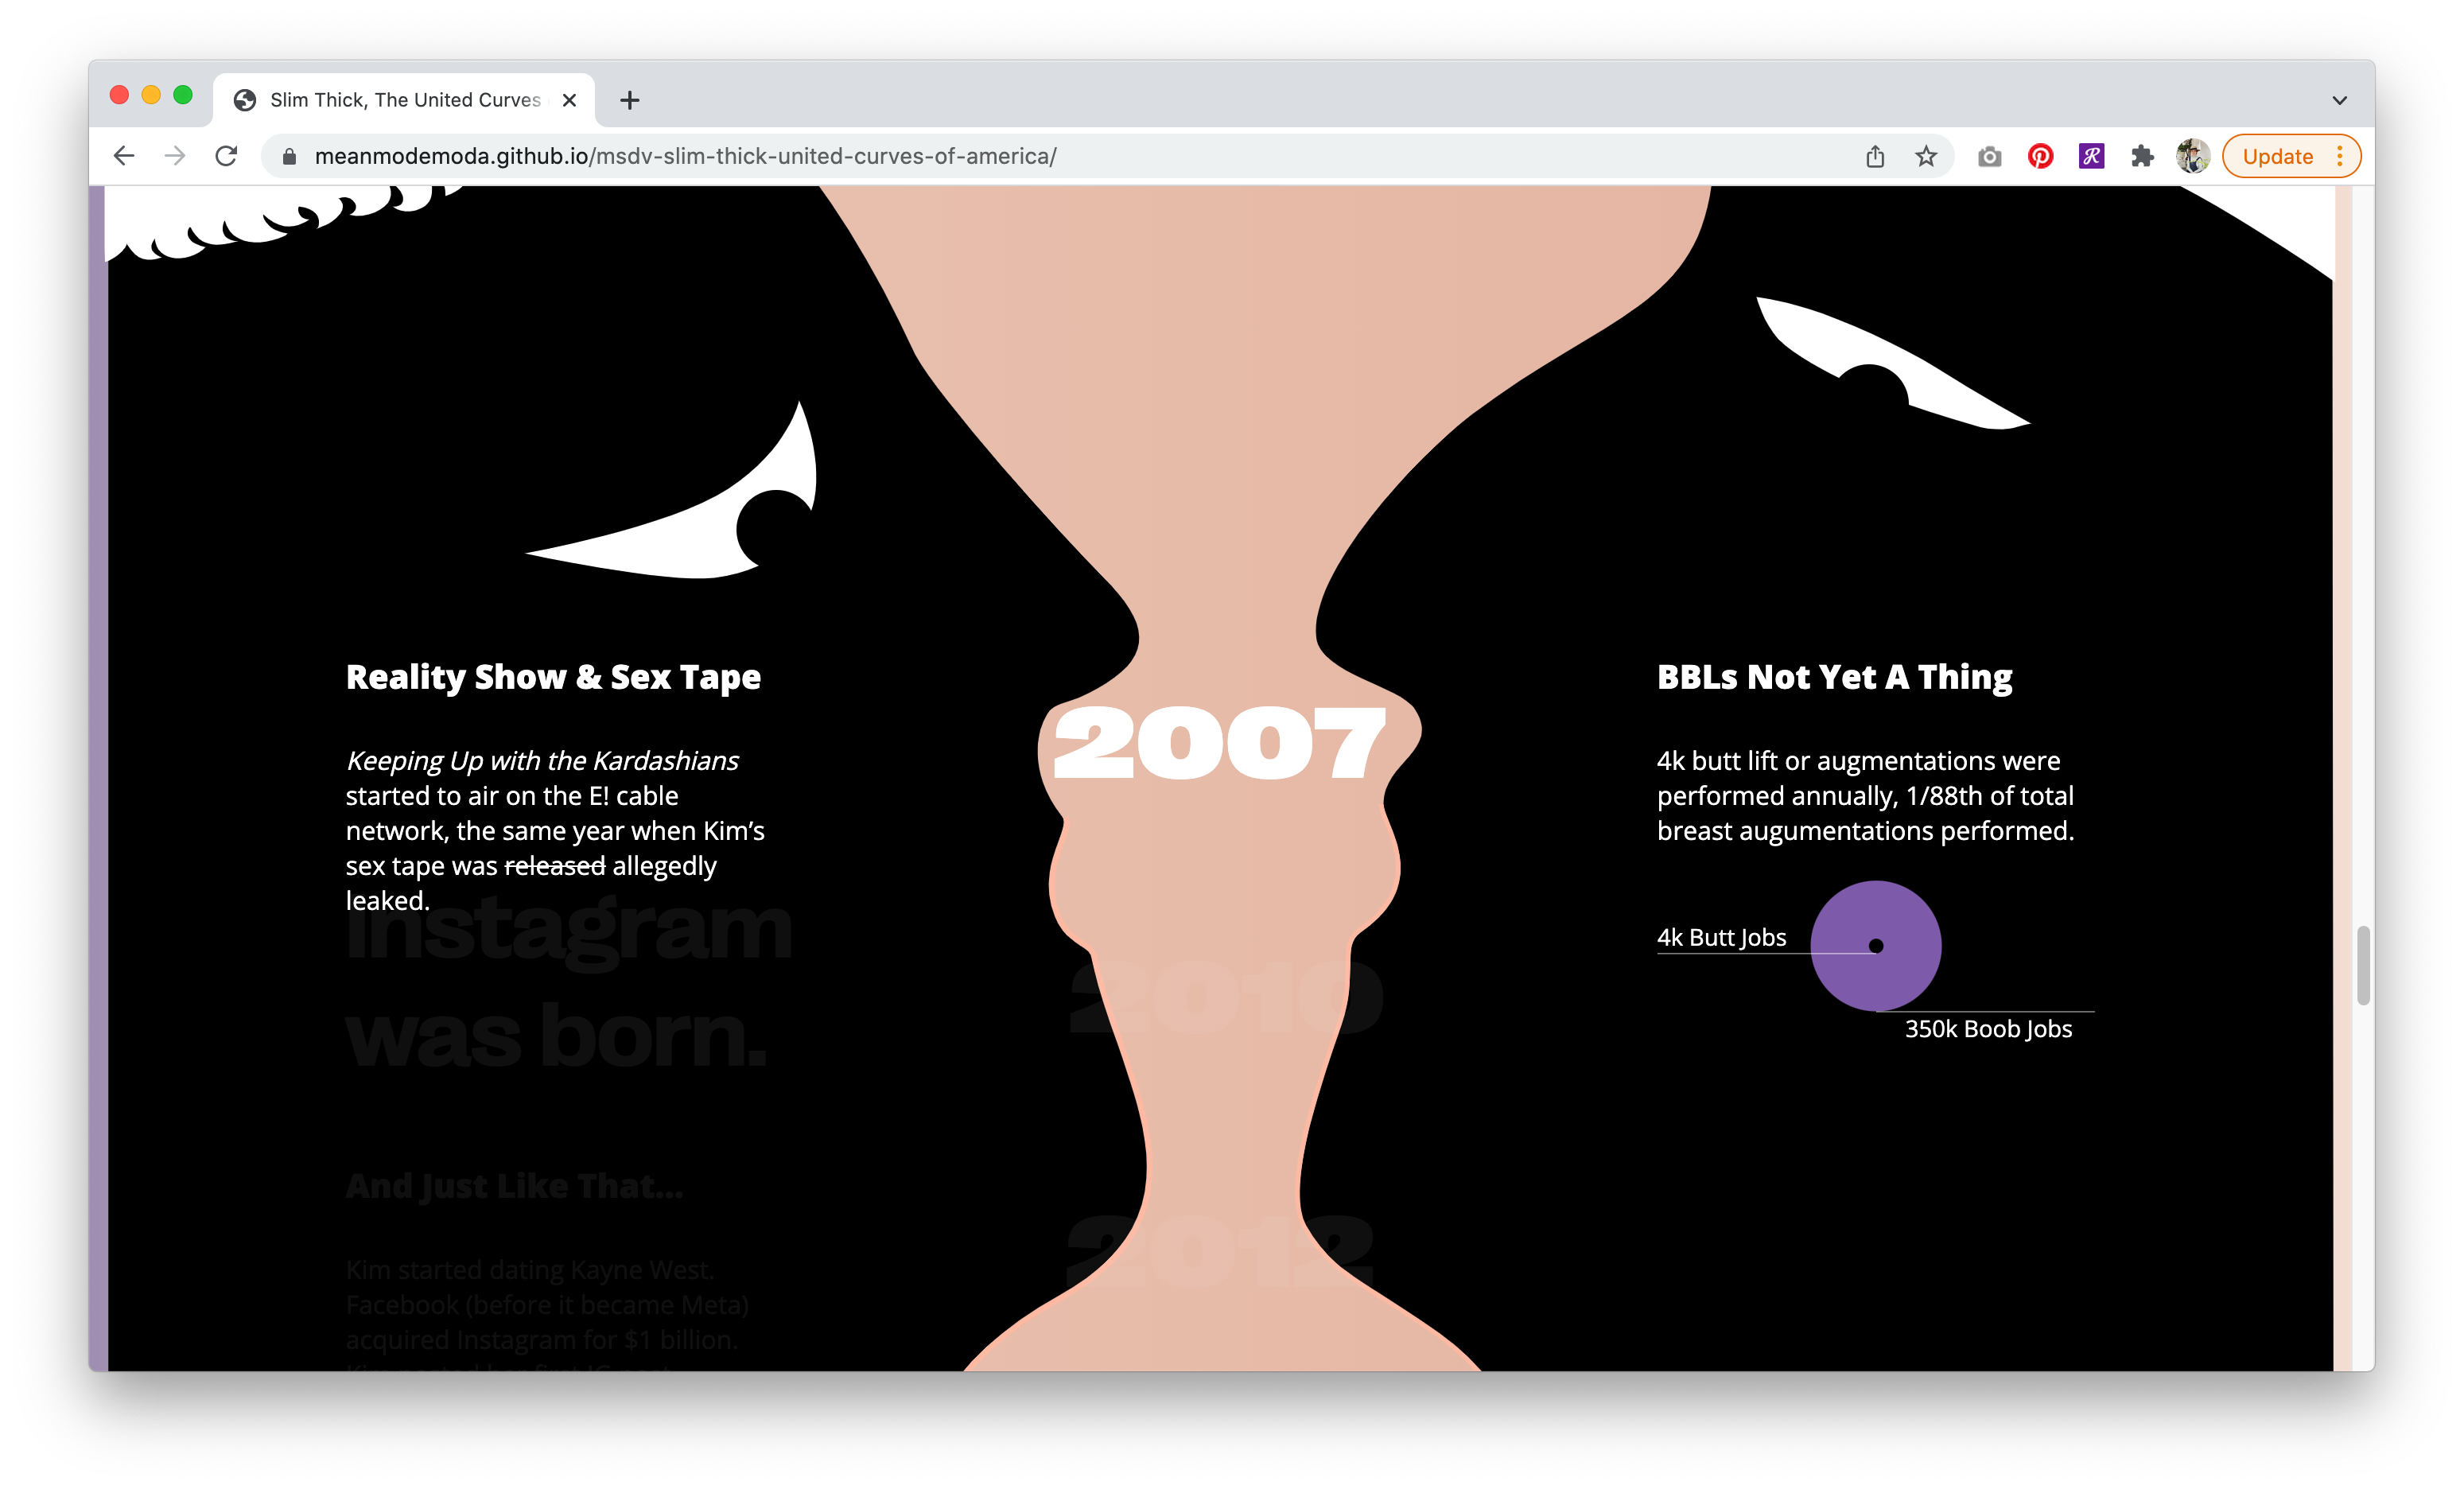 Slim Thick, The United Curves
meanmodemoda.github.io/msdv-slim-thick-united-curves-of-america/
Update
Reality Show & Sex Tape
Keeping Up with the Kardashians
started to air on the E! cable
network, the same year when Kim’s
sex tape was released allegedly
leaked.
2007
BBLs Not Yet A Thing
4k butt lift or augmentations were
performed annually, 1/88th of total
breast augumentations performed.
4k Butt Jobs
350k Boob Jobs
Instagram
was born.
2010
And Just Like That...
Kim started dating Kayne West.
Facebook (before it became Meta)
acquired Instagram for $1 billion.
2012